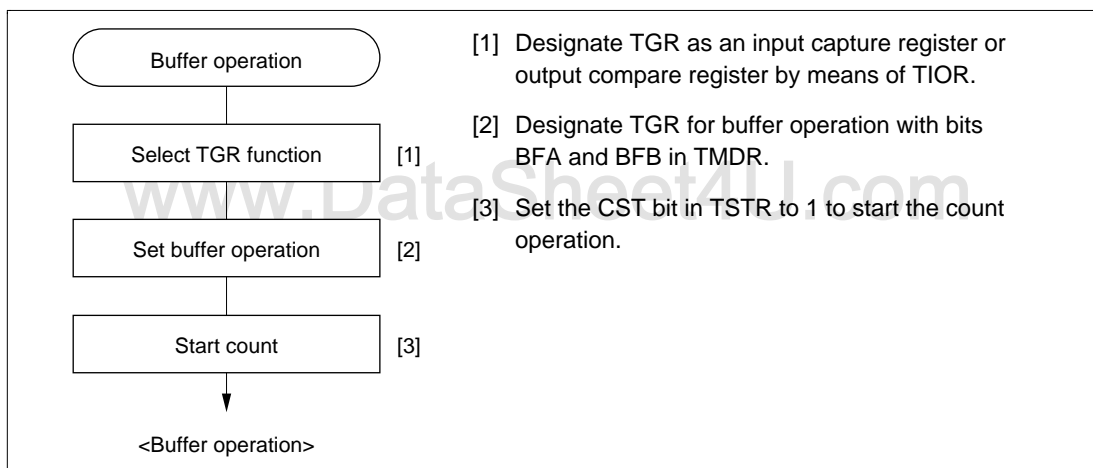 Buffer operation
Select TGR function [1]
Set buffer operation [2]
Start count [3]
<Buffer operation>
[1] Designate TGR as an input capture register or
output compare register by means of TIOR.
[2] Designate TGR for buffer operation with bits
BFA and BFB in TMDR.
[3] Set the CST bit in TSTR to 1 to start the count
operation.
www.DataSheet4U.com